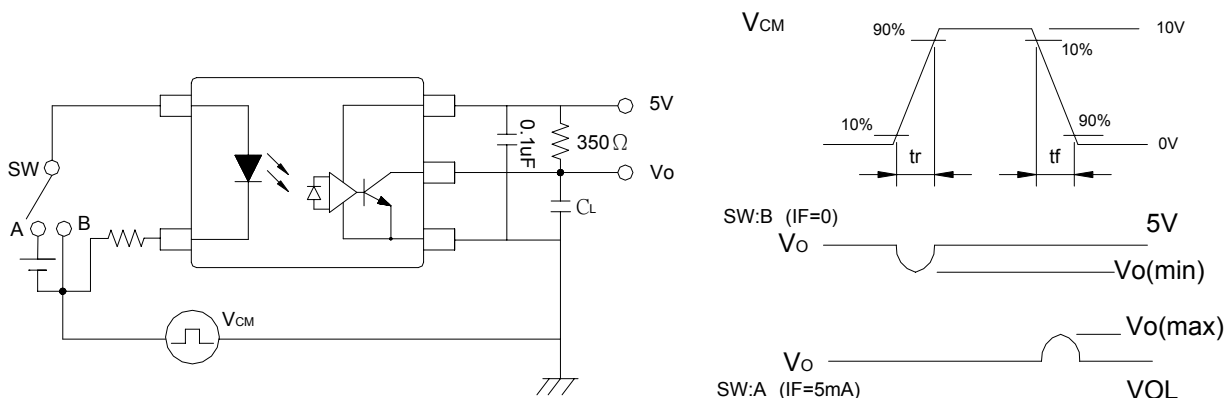 SW
A
B
VCM
0.1uF
350Ω
CL
5V
Vo
VCM
90%
10%
10V
10%
90%
0V
tr
tf
SW:B (IF=0)
5V
VO
Vo(min)
Vo(max)
VO
SW:A (IF=5mA)
VOL